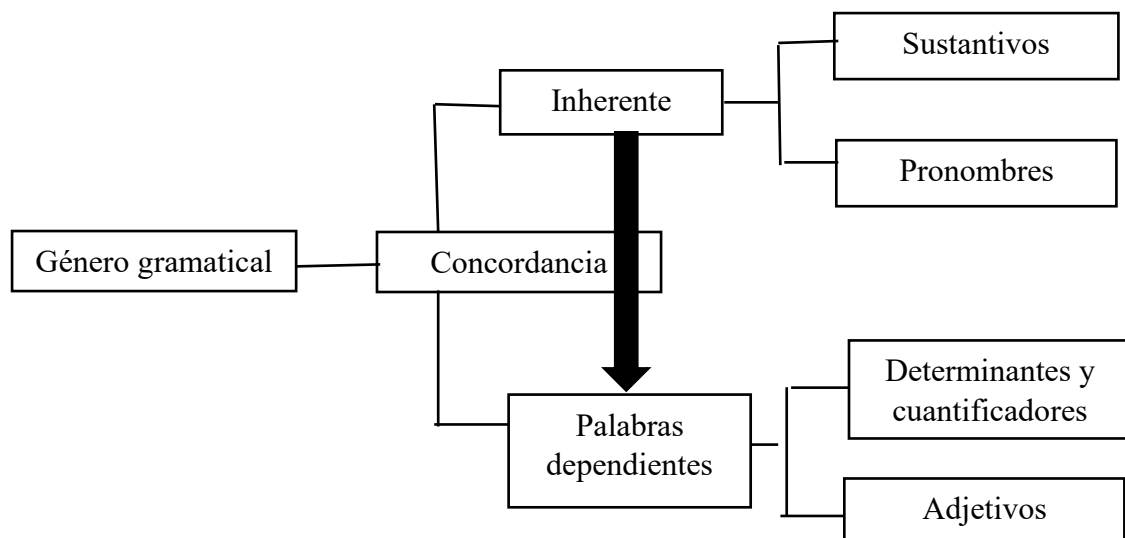 Sustantivos
Inherente
Pronombres
Género gramatical
Concordancia
Determinantes y
cuantificadores
Palabras
dependientes
Adjetivos